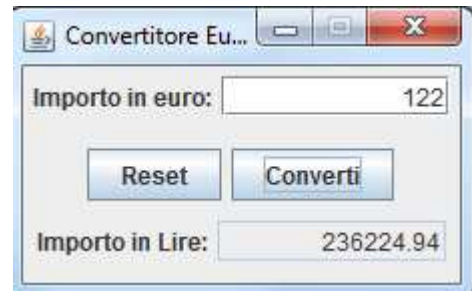 Convertitore Eu...
Importo in euro: 122
Reset Converti
Importo in Lire: 236224.94